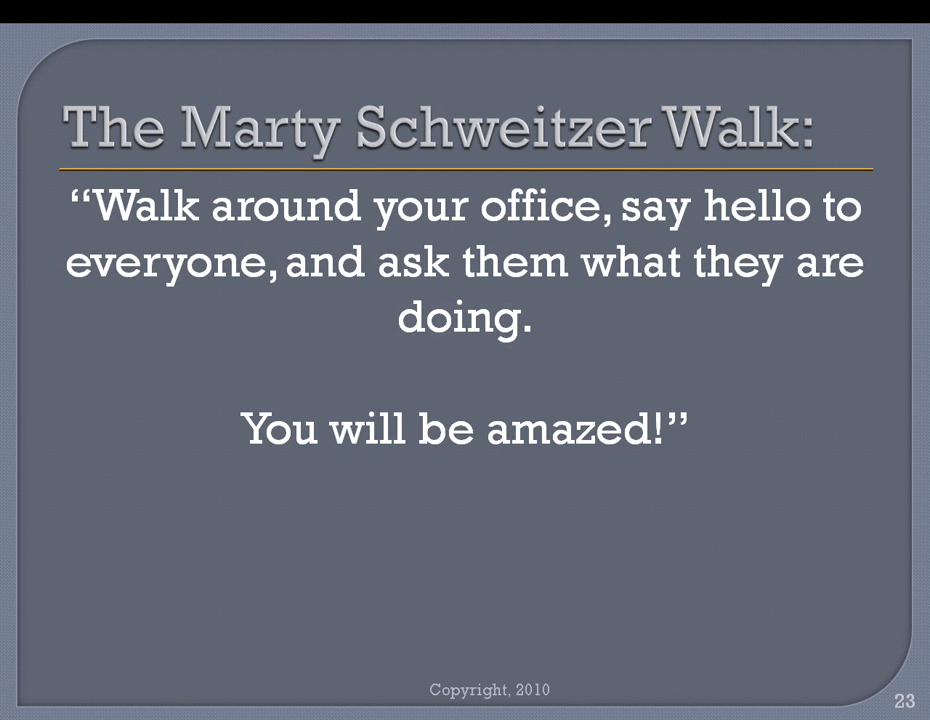 The Marty Schweitzer Walk:
“Walk around your office, say hello to
everyone, and ask them what they are
doing.
You will be amazed!”
Copyright, 2010
23